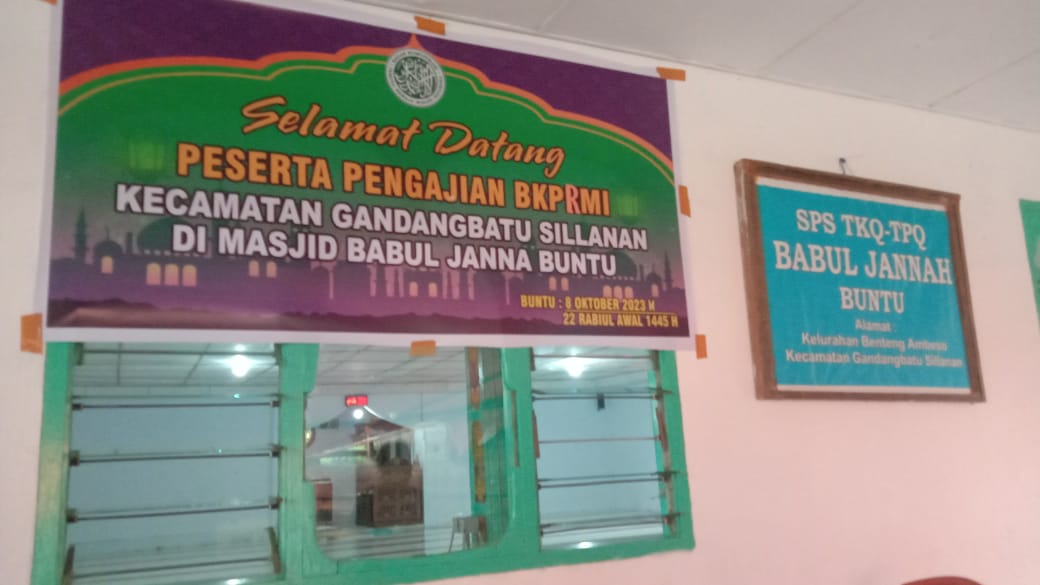 Selamat Datang
PESERTA PENGAJIAN BKPRMI
KECAMATAN GANDANGBATU SILLANAN
DI MASJID BABUL JANNA BUNTU
BUNTU : 8 OKTOBER 2023 M
22 RABIUL AWAL 1445 H
SPS TKQ-TPQ
BABUL JANNAH
BUNTU
Alamat :
Kelurahan Benteng Ambeso
Kecamatan Gandangbatu Sillanan